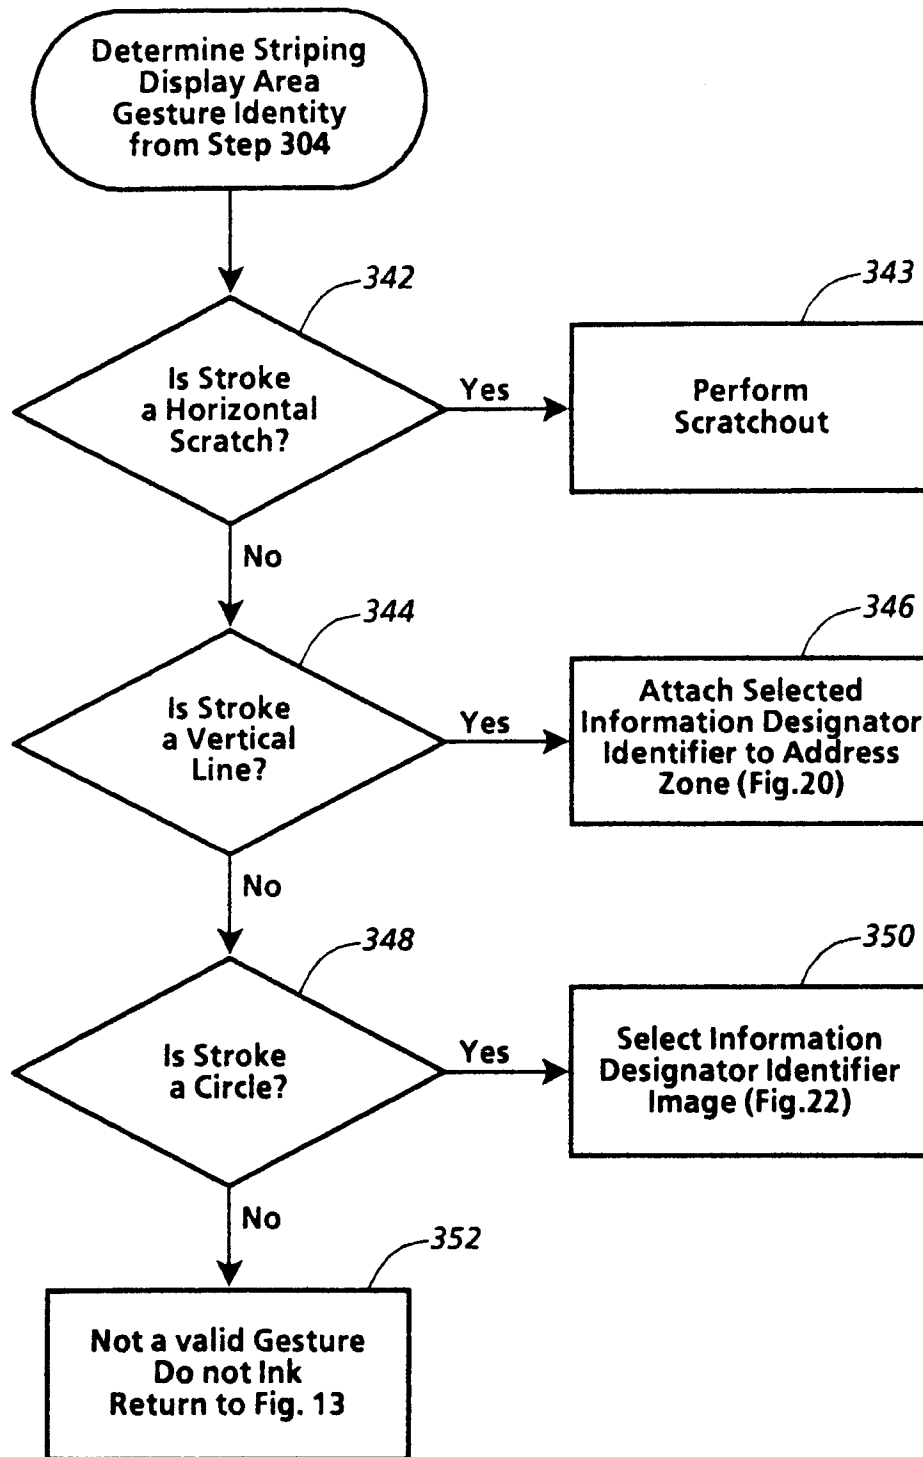 Determine Striping
Display Area
Gesture Identity
from Step 304
342
Is Stroke
a Horizontal
Scratch?
Yes
343
Perform
Scratchout
No
344
Is Stroke
a Vertical
Line?
Yes
346
Attach Selected
Information Designator
Identifier to Address
Zone (Fig.20)
No
348
Is Stroke
a Circle?
Yes
350
Select Information
Designator Identifier
Image (Fig.22)
No
352
Not a valid Gesture
Do not Ink
Return to Fig. 13